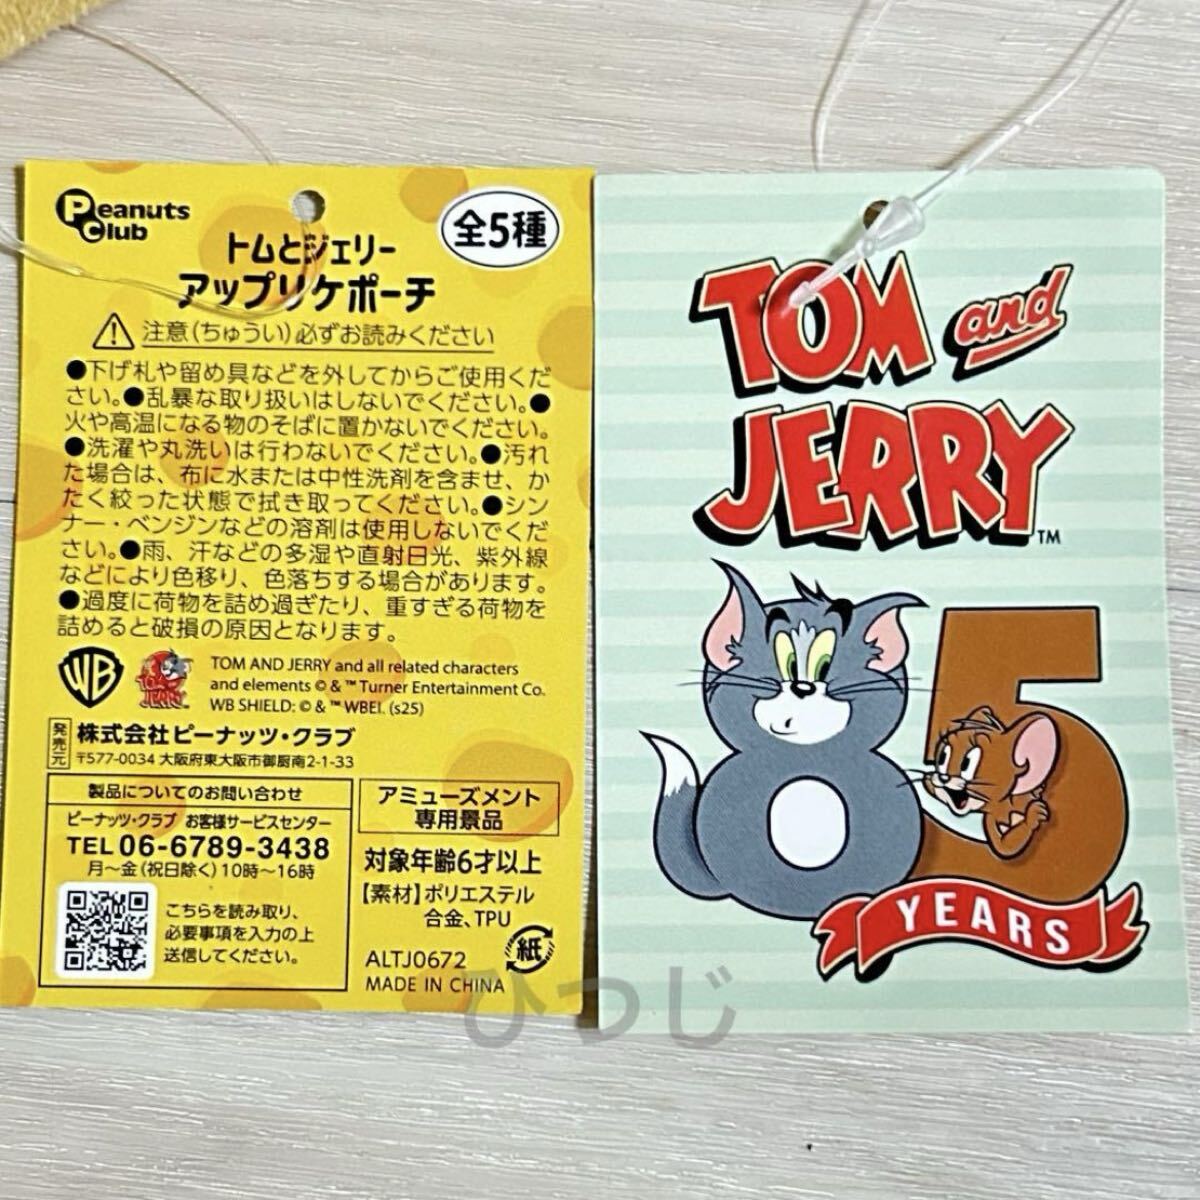 Peanuts
Club
全5種
トムとジェリー
アップリケポーチ
注意(ちゅうい)必ずお読みください
●下げ札や留め具などを外してからご使用くだ
さい。●乱暴な取り扱いはしないでください。●
火や高温になる物のそばに置かないでください。
●洗濯や丸洗いは行わないでください。●汚れ
た場合は、布に水または中性洗剤を含ませ、か
たく絞った状態で拭き取ってください。●シン
ナー・ベンジンなどの溶剤は使用しないでくだ
さい。●雨、汗などの多湿や直射日光、紫外線
などにより色移り、色落ちする場合があります。
●過度に荷物を詰め過ぎたり、重すぎる荷物を
詰めると破損の原因となります。
WB
TOM and JERRY
TOM AND JERRY and all related characters
and elements © & ™ Turner Entertainment Co.
WB SHIELD: © & ™ WBEI. (s25)
発売元
株式会社ピーナッツ・クラブ
〒577-0034 大阪府東大阪市御厨南2-1-33
製品についてのお問い合わせ
ピーナッツ・クラブ お客様サービスセンター
TEL 06-6789-3438
月～金(祝日除く)10時～16時
こちらを読み取り、
必要事項を入力の上
送信してください。
アミューズメント
専用景品
対象年齢6才以上
【素材】ポリエステル
合金、TPU
紙
ALTJ0672
MADE IN CHINA
TOM and
JERRY™
85
YEARS
ひつじ